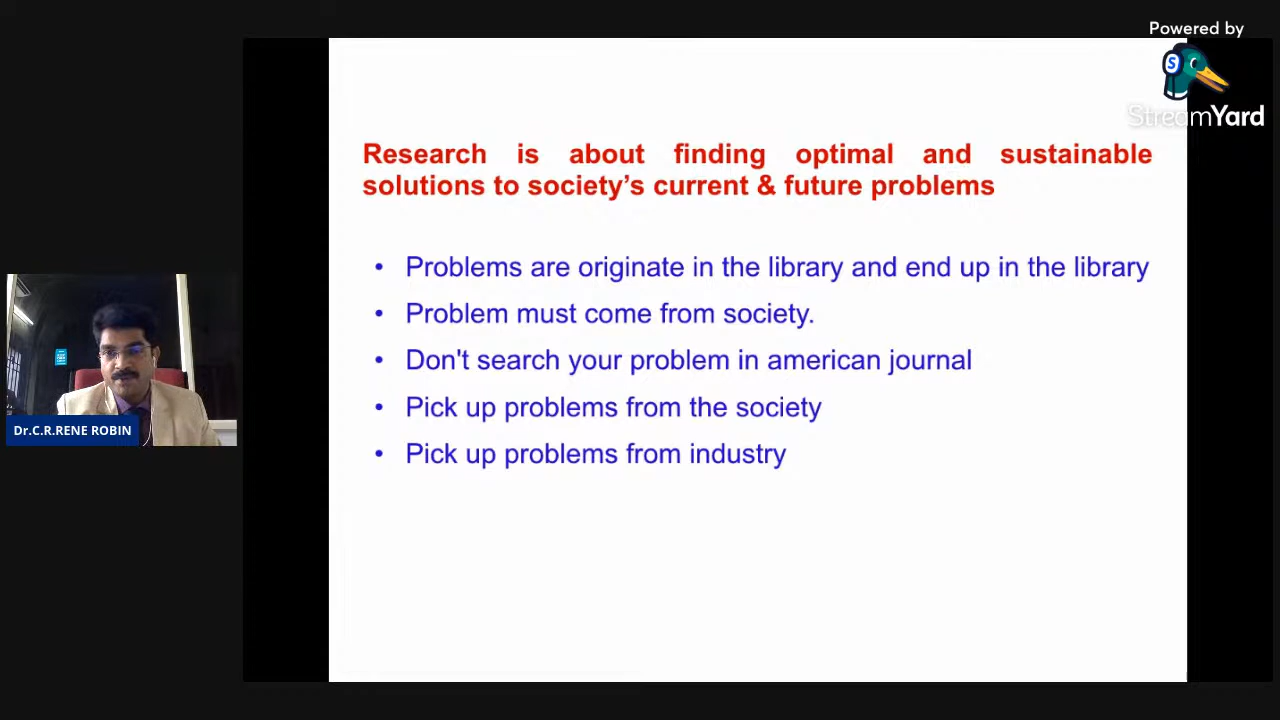 Powered by
StreamYard
Research is about finding optimal and sustainable
solutions to society’s current & future problems
• Problems are originate in the library and end up in the library
• Problem must come from society.
• Don't search your problem in american journal
• Pick up problems from the society
• Pick up problems from industry
Dr.C.R.RENE ROBIN